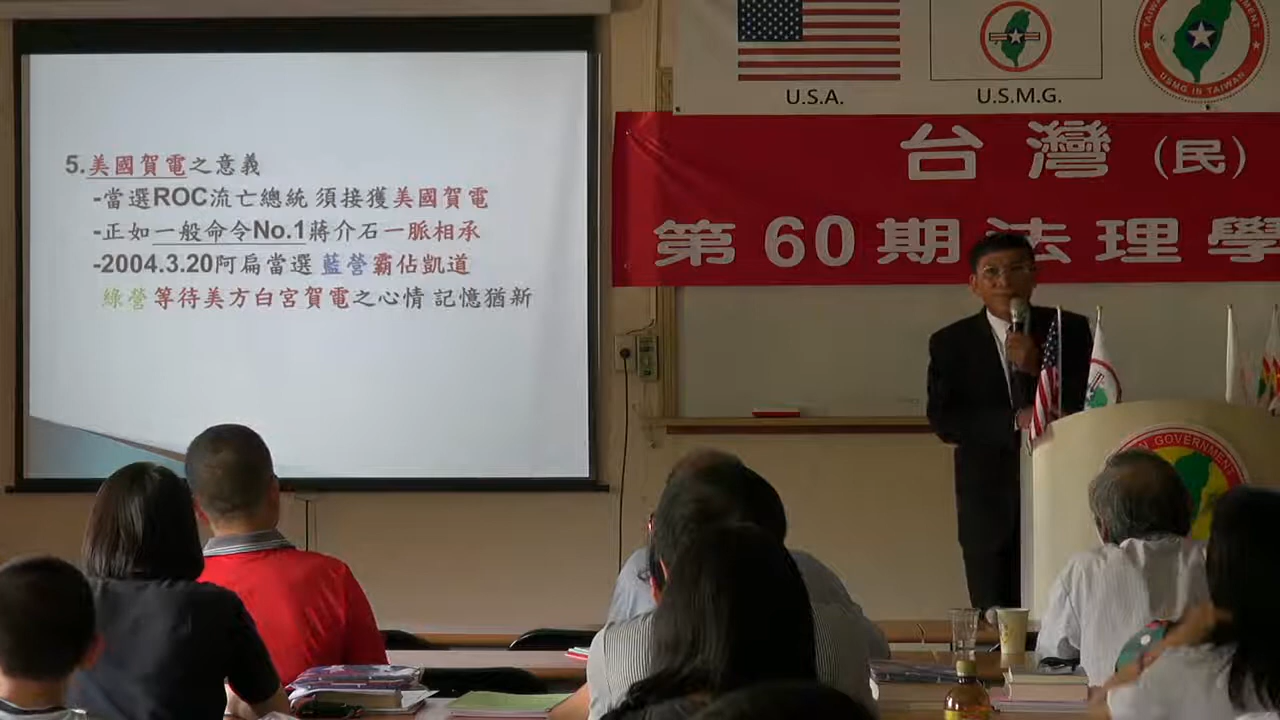 5.美國賀電之意義
-當選ROC流亡總統 須接獲美國賀電
-正如一般命令No.1蔣介石一脈相承
-2004.3.20阿扁當選 藍營霸佔凱道
綠營等待美方白宮賀電之心情 記憶猶新
U.S.A.
U.S.M.G.
USMG IN TAIWAN
台灣(民)
第60期法理學
GOVERNMENT